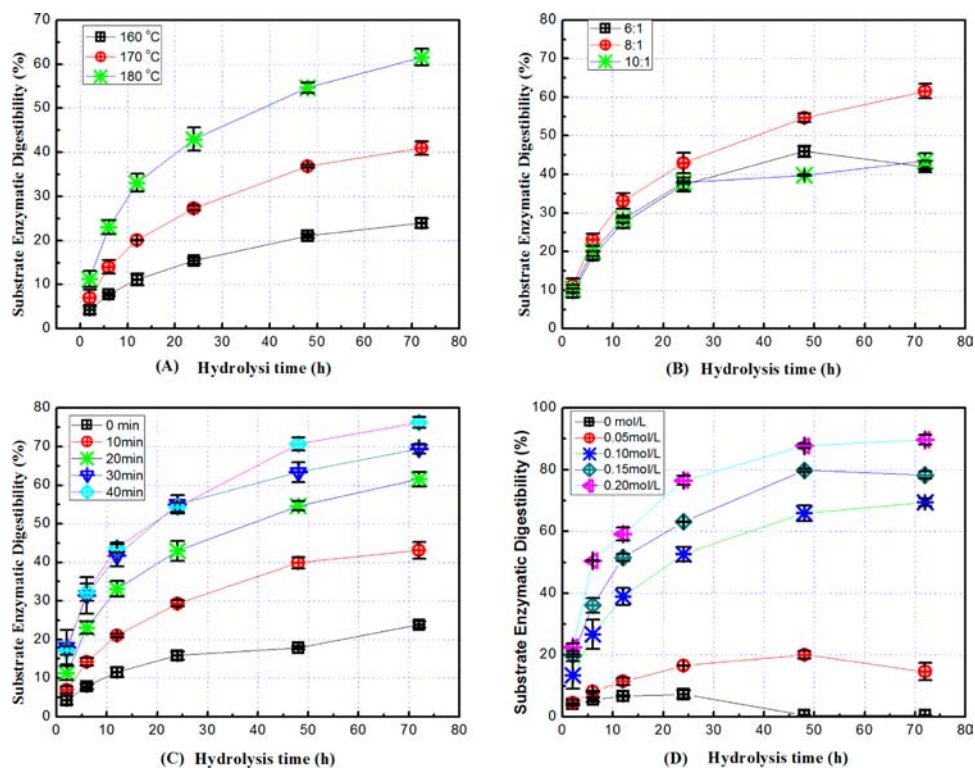 70
60
50
40
30
20
10
0
Substrate Enzymatic Digestibility (%)
160 °C
170 °C
180 °C
0 10 20 30 40 50 60 70 80
(A) Hydrolysi time (h)
80
70
60
50
40
30
20
10
0
Substrate Enzymatic Digestibility (%)
6:1
8:1
10:1
0 10 20 30 40 50 60 70 80
(B) Hydrolysis time (h)
80
70
60
50
40
30
20
10
0
Substrate Enzymatic Digestibility (%)
0 min
10min
20min
30min
40min
0 10 20 30 40 50 60 70 80
(C) Hydrolysis time (h)
100
80
60
40
20
0
Substrate Enzymatic Digestibility (%)
0 mol/L
0.05mol/L
0.10mol/L
0.15mol/L
0.20mol/L
0 10 20 30 40 50 60 70 80
Hydrolysis time (h) (D)